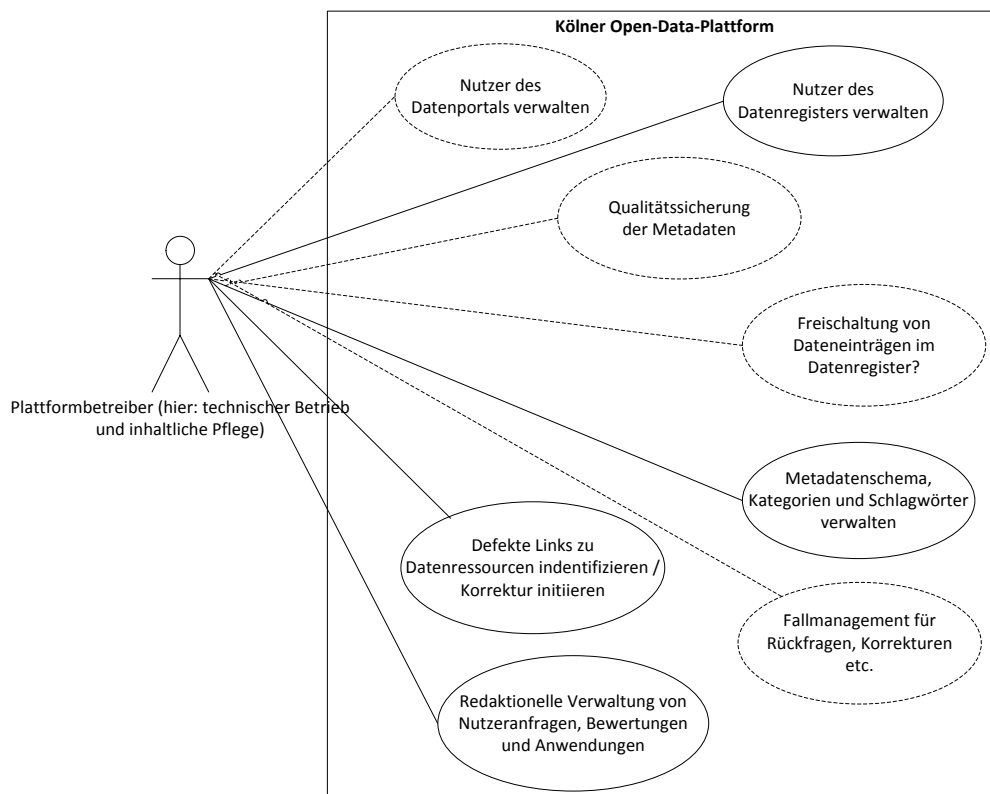 Kölner Open-Data-Plattform
Nutzer des
Datenportals verwalten
Nutzer des
Datenregisters verwalten
Qualitätssicherung
der Metadaten
Freischaltung von
Dateneinträgen im
Datenregister?
Plattformbetreiber (hier: technischer Betrieb
und inhaltliche Pflege)
Metadatenschema,
Kategorien und Schlagwörter
verwalten
Defekte Links zu
Datenressourcen indentifizieren /
Korrektur initiieren
Fallmanagement für
Rückfragen, Korrekturen
etc.
Redaktionelle Verwaltung von
Nutzeranfragen, Bewertungen
und Anwendungen